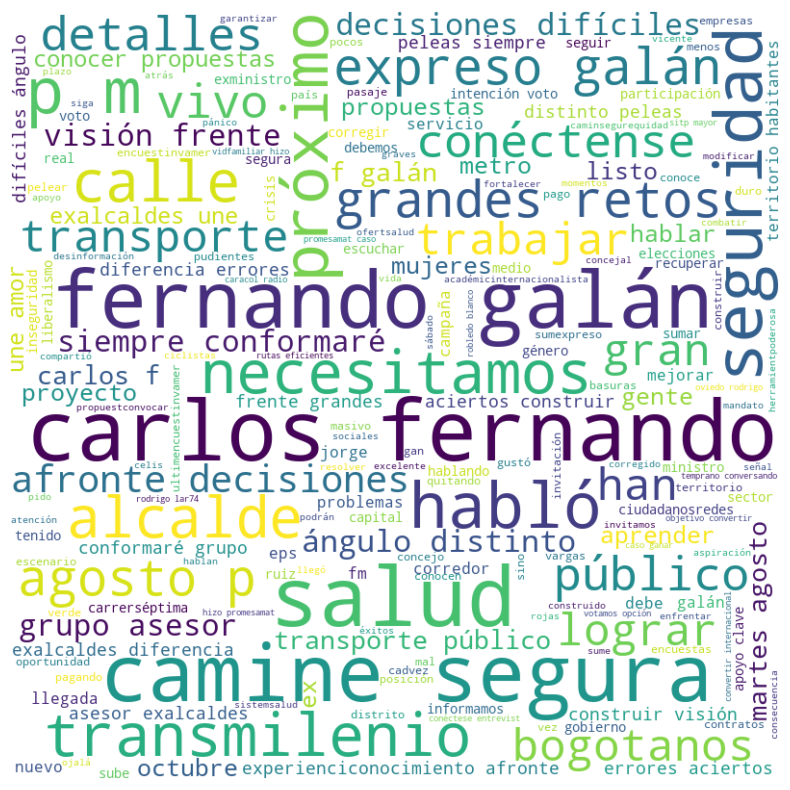 garantizar
decisiones difíciles
empresas
vicente
detalles
pocos
peleas siempre
seguir
menos
conocer propuestas
exministro
difíciles ángulo
plazo
atrás
país
pasaje
expreso galán
próximo
p m
vivo
siga
voto
intención voto
participación
propuestas
distinto peleas
pánico
corregir
servicio
caminsegurequidad
sitp mayor
visión frente
debemos
conéctense
seguridad
territorio habitantes
real
encuestinvamer
vidfamiliar hizo
segura
metro
graves
modificar
f galán
listo
conoce
pelear
apoyo
calle
crisis
fortalecer
momentos
duro
exalcaldes une
grandes retos
pago
combatir
transporte
trabajar
hablar
escuchar
desinformación
promesamat caso
ofertsalud
concejal
elecciones
pudientes
diferencia errores
mujeres
medio
recuperar
caracol radio
vida
académicinternacionalista
construir
une amor
inseguridad
liberalismo
fernando galán
campaña
sábado
robledo blanco
herramientpoderosa
siempre conformaré
género
sumexpreso
sumar
compartió
ciclistas
rutas eficientes
gran
mejorar
oviedo rodrigo
carlos f
necesitamos
basuras
proyecto
frente grandes
aciertos construir
gente
mandato
propuestconvocar
ultimencuestinvamer
carlos fernando
masivo
sociales
jorge
gan
gustó
invitación
ministro
corregido
señal
celis
resolver
excelente
hablando
temprano conversando
afronte decisiones
pido
rodrigo lar74
quitando
han
territorio
sector
alcalde
habló
problemas
podrán
invitamos
capital
ciudadanosredes
objetivo convertir
atención
tenido
ángulo distinto
aprender
conformaré grupo
hablan
llegó
concejo
sino
vargas
caso ganar
aspiración
escenario
eps
corredor
agosto p
ruiz
fm
conocen
público
martes agosto
verde
carrerséptima
salud
debe
galán
hizo promesamat
construido
votamos opción
enfrentar
grupo asesor
transporte público
rojas
lograr
exalcaldes diferencia
éxitos
encuestas
oportunidad
cadvez
mal
posición
sume
convertir internacional
apoyo clave
consecuencia
pagando
camine segura
ex
llegada
sistemsalud
informamos
construir visión
asesor exalcaldes
distrito
conéctese entrevist
vez
gobierno
contratos
transmilenio
bogotanos
nuevo
ojalá
sube
octubre
experienciconocimiento afronte
errores aciertos